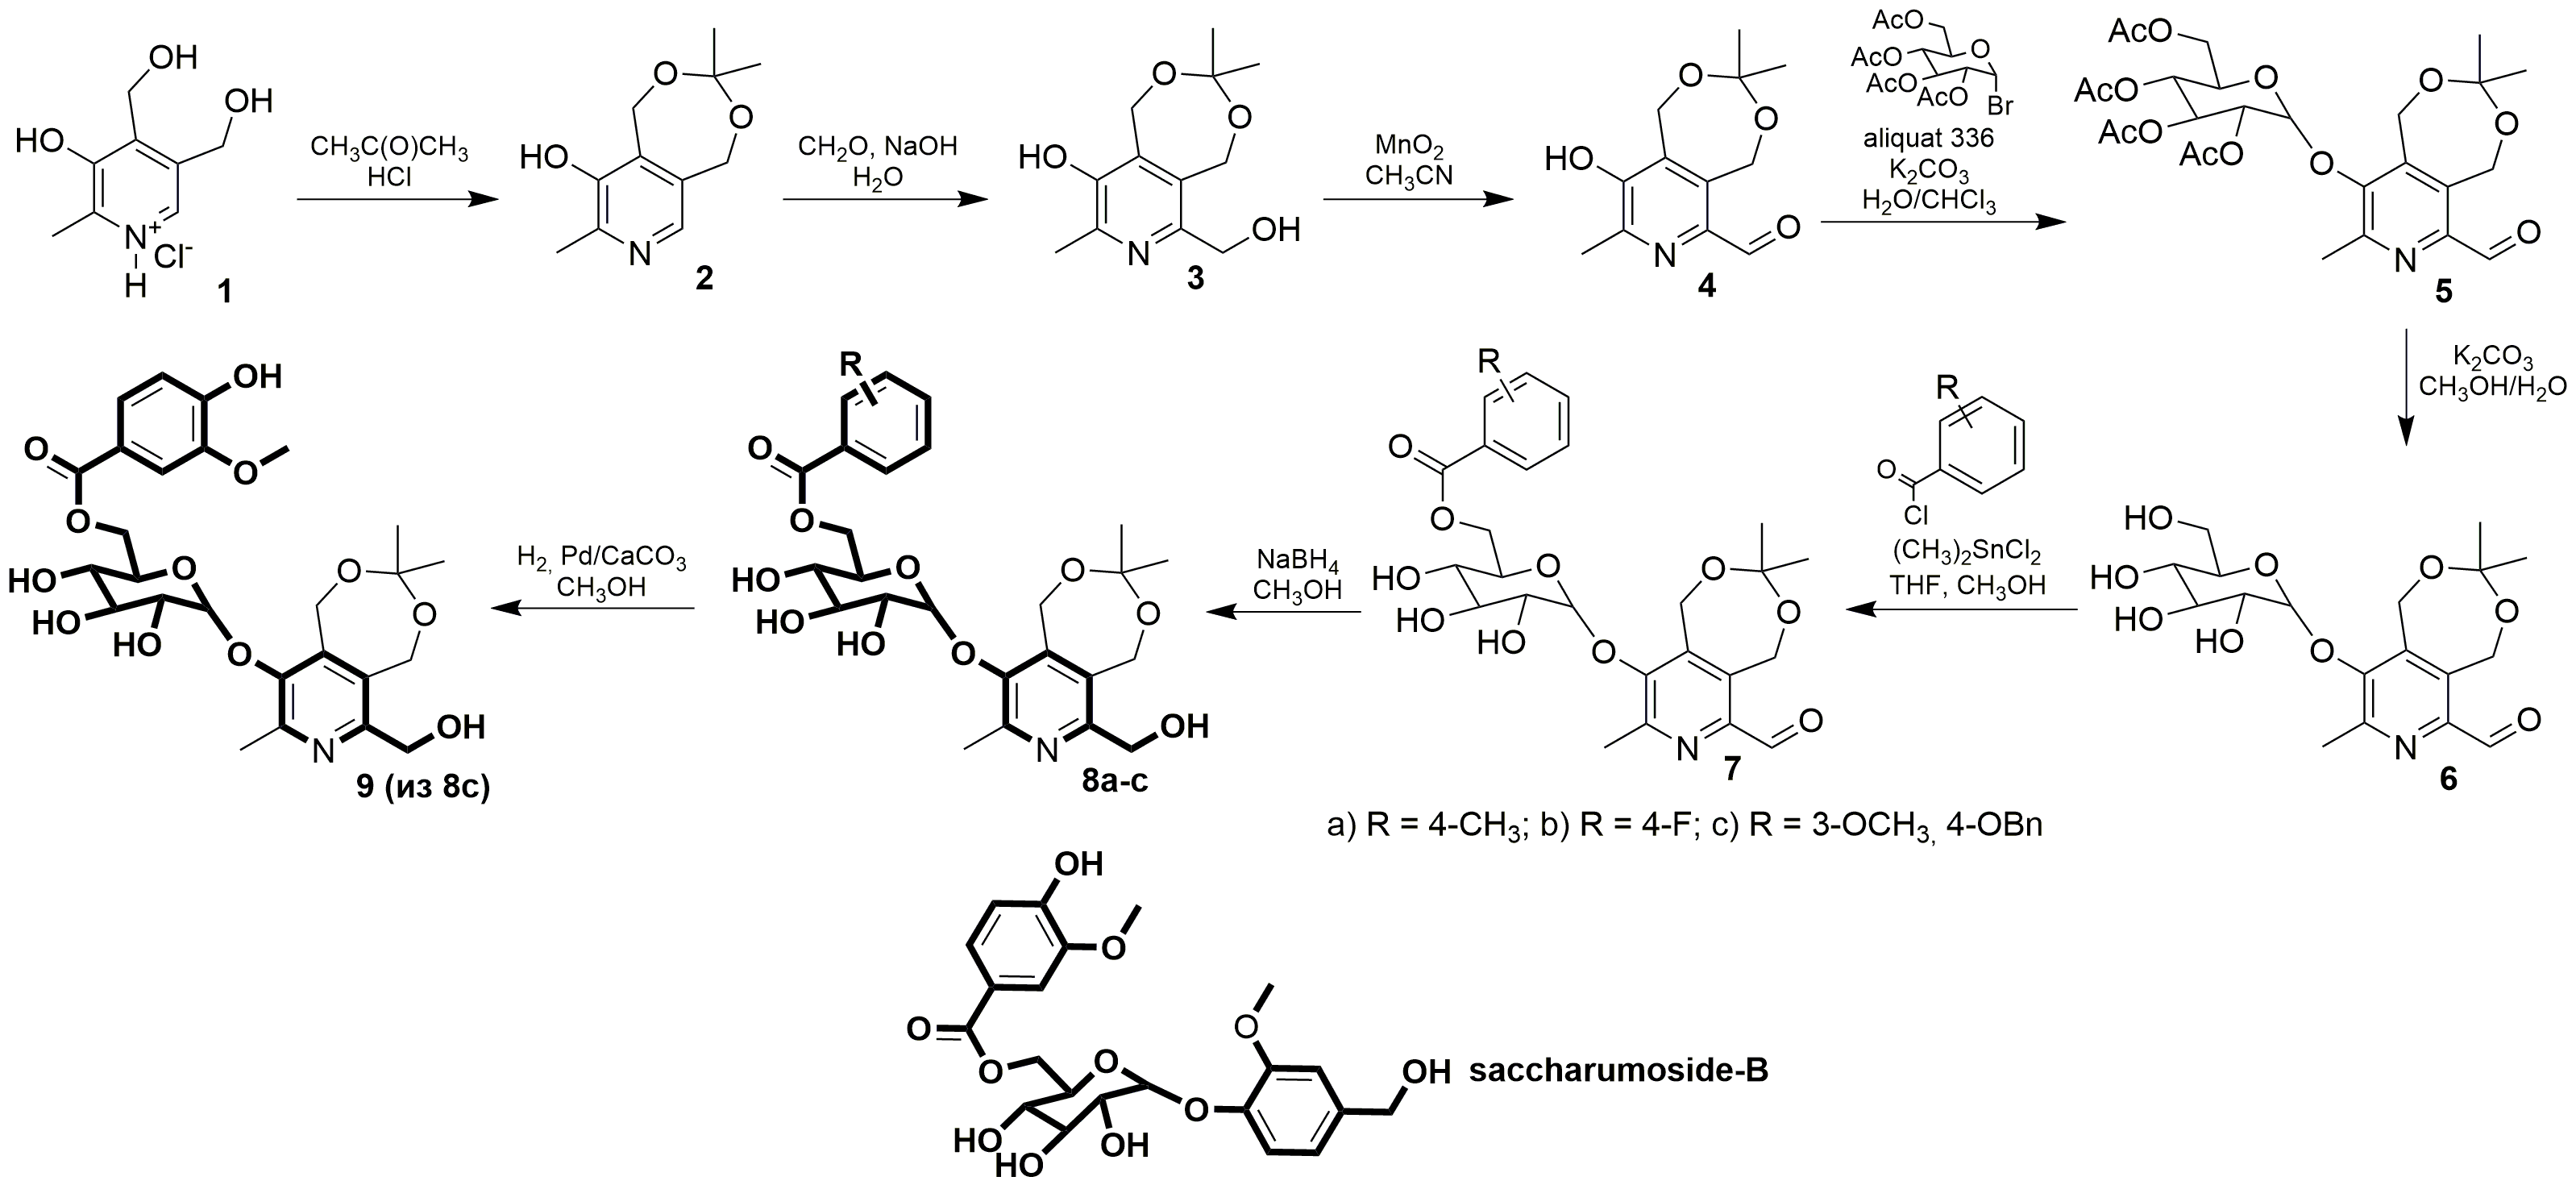 OH
OH
HO
N+
H
Cl-
1
CH3C(O)CH3
HCl
O
O
HO
N
2
CH2O, NaOH
H2O
O
O
HO
N
OH
3
MnO2
CH3CN
O
O
HO
N
O
4
AcO
AcO
AcO
AcO
O
Br
aliquat 336
K2CO3
H2O/CHCl3
AcO
AcO
AcO
AcO
O
O
O
O
N
O
5
K2CO3
CH3OH/H2O
HO
HO
HO
HO
O
O
O
O
N
O
6
R
O
Cl
(CH3)2SnCl2
THF, CH3OH
R
O
O
HO
HO
HO
O
O
O
O
N
O
7
NaBH4
CH3OH
R
O
O
HO
HO
HO
O
O
O
O
N
OH
8a-c
H2, Pd/CaCO3
CH3OH
OH
O
O
O
HO
HO
HO
O
O
O
O
N
OH
9 (из 8c)
a) R = 4-CH3; b) R = 4-F; c) R = 3-OCH3, 4-OBn
OH
O
O
O
O
HO
HO
OH
O
O
OH
saccharumoside-B